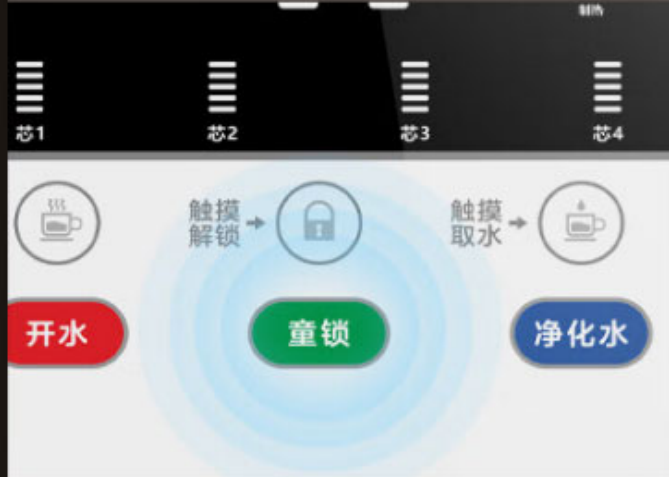 制热
芯1 芯2 芯3 芯4
触摸 触摸
解锁 取水
开水 童锁 净化水